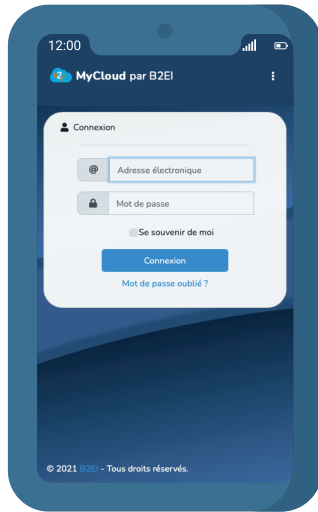 12:00
2 MyCloud par B2EI
Connexion
@ Adresse électronique
Mot de passe
Se souvenir de moi
Connexion
Mot de passe oublié ?
© 2021 B2EI - Tous droits réservés.